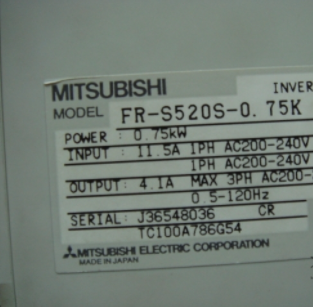 MITSUBISHI INVER
MODEL FR-S520S-0.75K
POWER : 0.75kW
INPUT : 11.5A 1PH AC200-240V
1PH AC200-240V
OUTPUT: 4.1A MAX 3PH AC200-
0.5-120Hz
SERIAL: J36548036 CR
TC100A786G54
MITSUBISHI ELECTRIC CORPORATION
MADE IN JAPAN